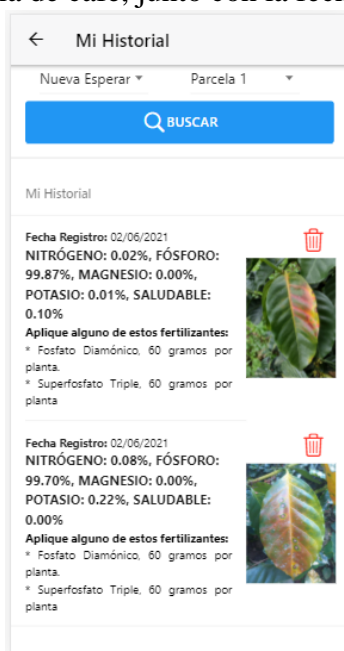 Mi Historial
Nueva Esperar Parcela 1
BUSCAR
Mi Historial
Fecha Registro: 02/06/2021
NITRÓGENO: 0.02%, FÓSFORO:
99.87%, MAGNESIO: 0.00%,
POTASIO: 0.01%, SALUDABLE:
0.10%
Aplique alguno de estos fertilizantes:
* Fosfato Diamónico, 60 gramos por
planta.
* Superfosfato Triple, 60 gramos por
planta
Fecha Registro: 02/06/2021
NITRÓGENO: 0.08%, FÓSFORO:
99.70%, MAGNESIO: 0.00%,
POTASIO: 0.22%, SALUDABLE:
0.00%
Aplique alguno de estos fertilizantes:
* Fosfato Diamónico, 60 gramos por
planta.
* Superfosfato Triple, 60 gramos por
planta